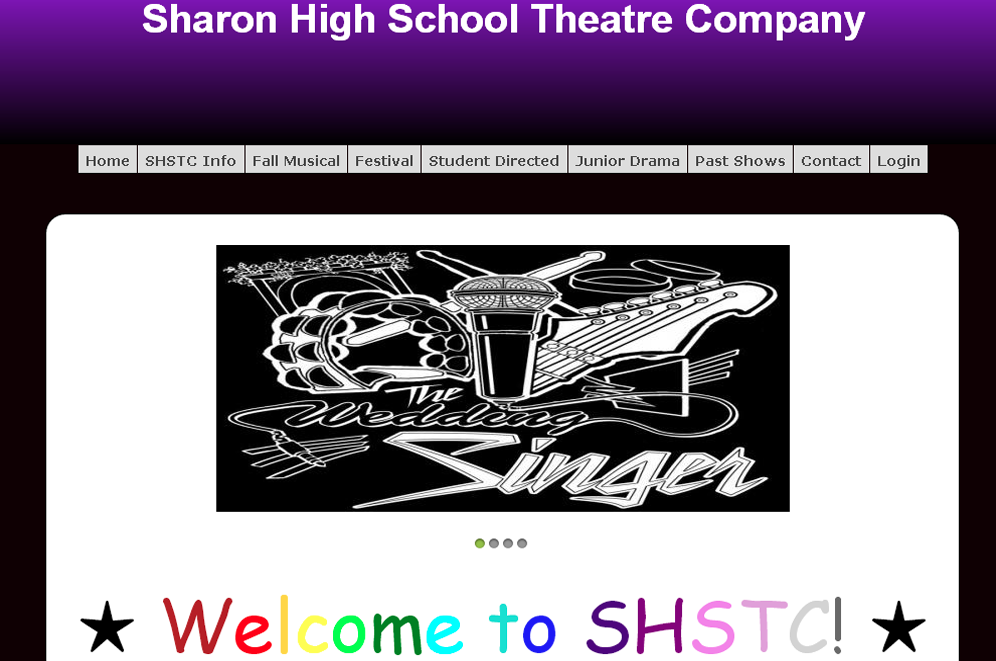 Sharon High School Theatre Company
Home SHSTC Info Fall Musical Festival Student Directed Junior Drama Past Shows Contact Login
The
Wedding
Singer
★ Welcome to SHSTC! ★